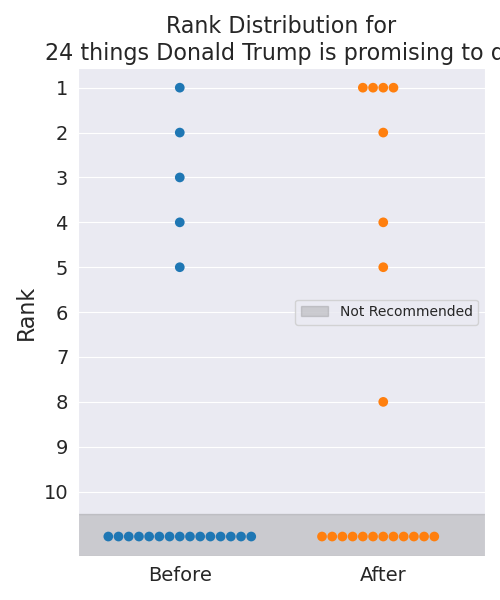 Rank Distribution for
24 things Donald Trump is promising to
1
2
3
4
5
6
7
8
9
10
Rank
Not Recommended
Before
After